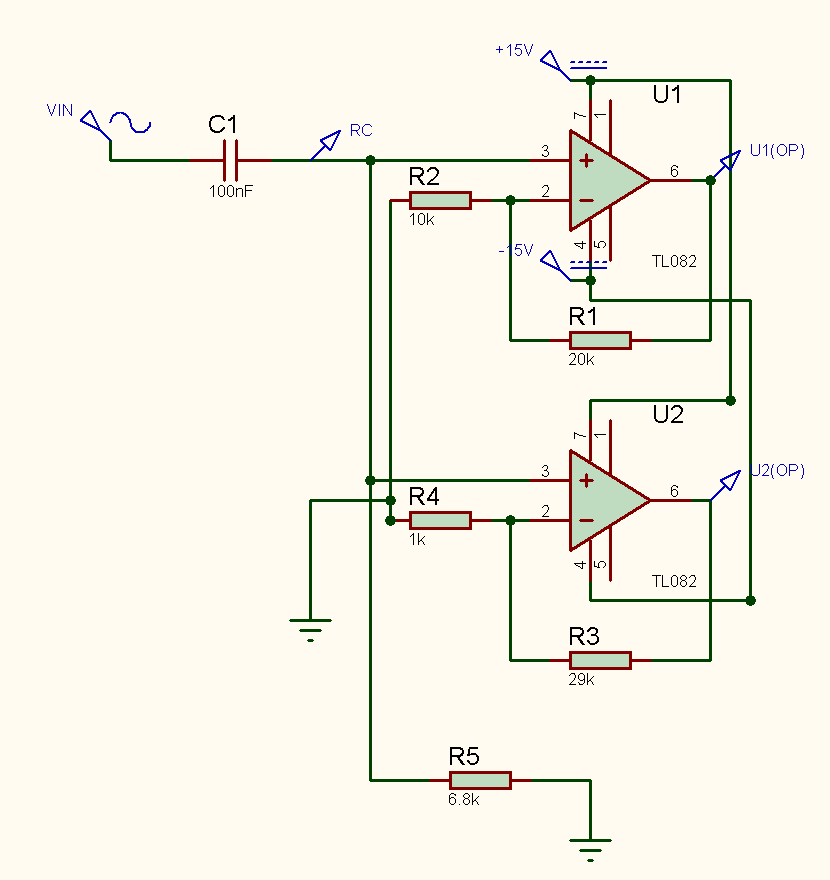 +15V
U1
VIN
C1
RC
7
1
U1(OP)
3
6
R2
2
100nF
10k
4
5
-15V
TL082
R1
20k
U2
7
1
U2(OP)
3
6
R4
2
1k
4
5
TL082
R3
29k
R5
6.8k